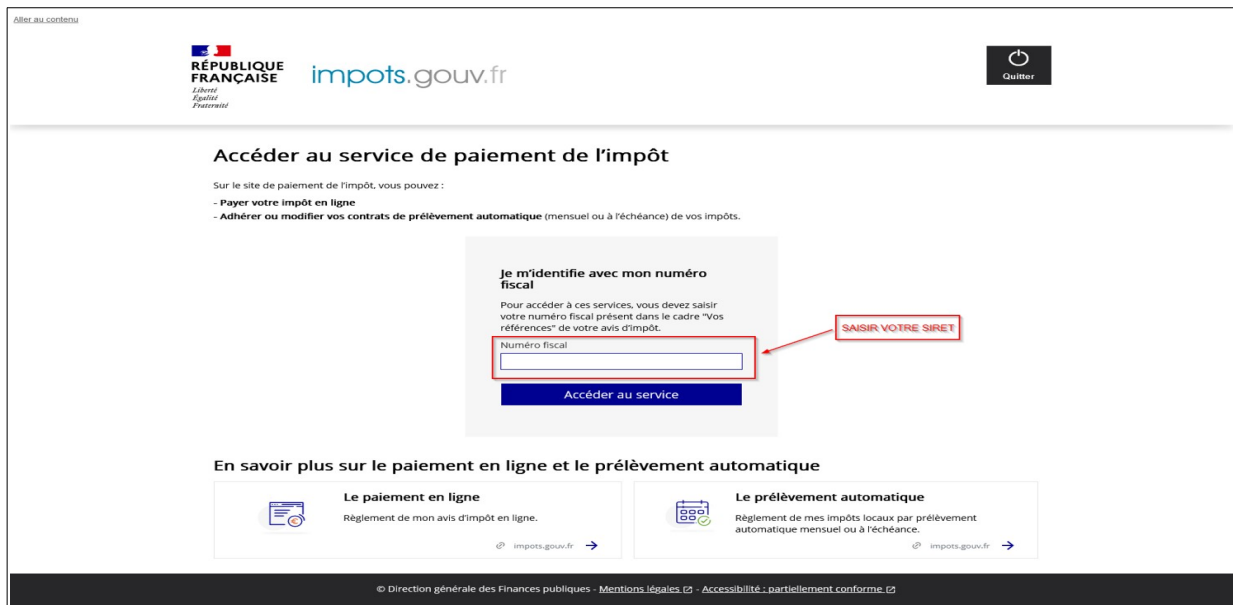 Aller au contenu
RÉPUBLIQUE
FRANÇAISE
Liberté
Égalité
Fraternité
impots.gouv.fr
Quitter
Accéder au service de paiement de l'impôt
Sur le site de paiement de l'impôt, vous pouvez :
- Payer votre impôt en ligne
- Adhérer ou modifier vos contrats de prélèvement automatique (mensuel ou à l'échéance) de vos impôts.
Je m'identifie avec mon numéro
fiscal
Pour accéder à ces services, vous devez saisir
votre numéro fiscal présent dans le cadre "Vos
références" de votre avis d'impôt.
Numéro fiscal
SAISIR VOTRE SIRET
Accéder au service
En savoir plus sur le paiement en ligne et le prélèvement automatique
Le paiement en ligne
Règlement de mon avis d'impôt en ligne.
impots.gouv.fr
Le prélèvement automatique
Règlement de mes impôts locaux par prélèvement
automatique mensuel ou à l'échéance.
impots.gouv.fr
© Direction générale des Finances publiques - Mentions légales - Accessibilité : partiellement conforme